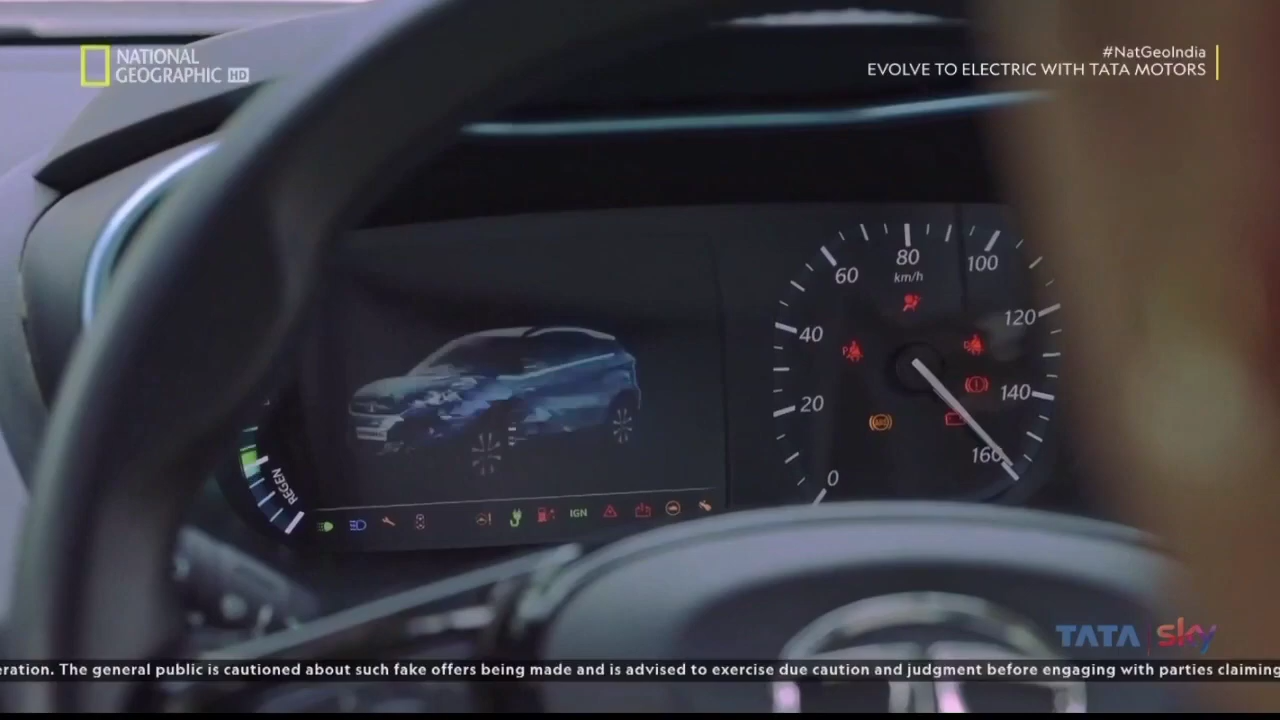 NATIONAL
GEOGRAPHIC HD
#NatGeoIndia
EVOLVE TO ELECTRIC WITH TATA MOTORS
60
80
100
km/h
40
120
20
140
0
160
REGEN
IGN
ABS
TATA sky
eration. The general public is cautioned about such fake offers being made and is advised to exercise due caution and judgment before engaging with parties claiming